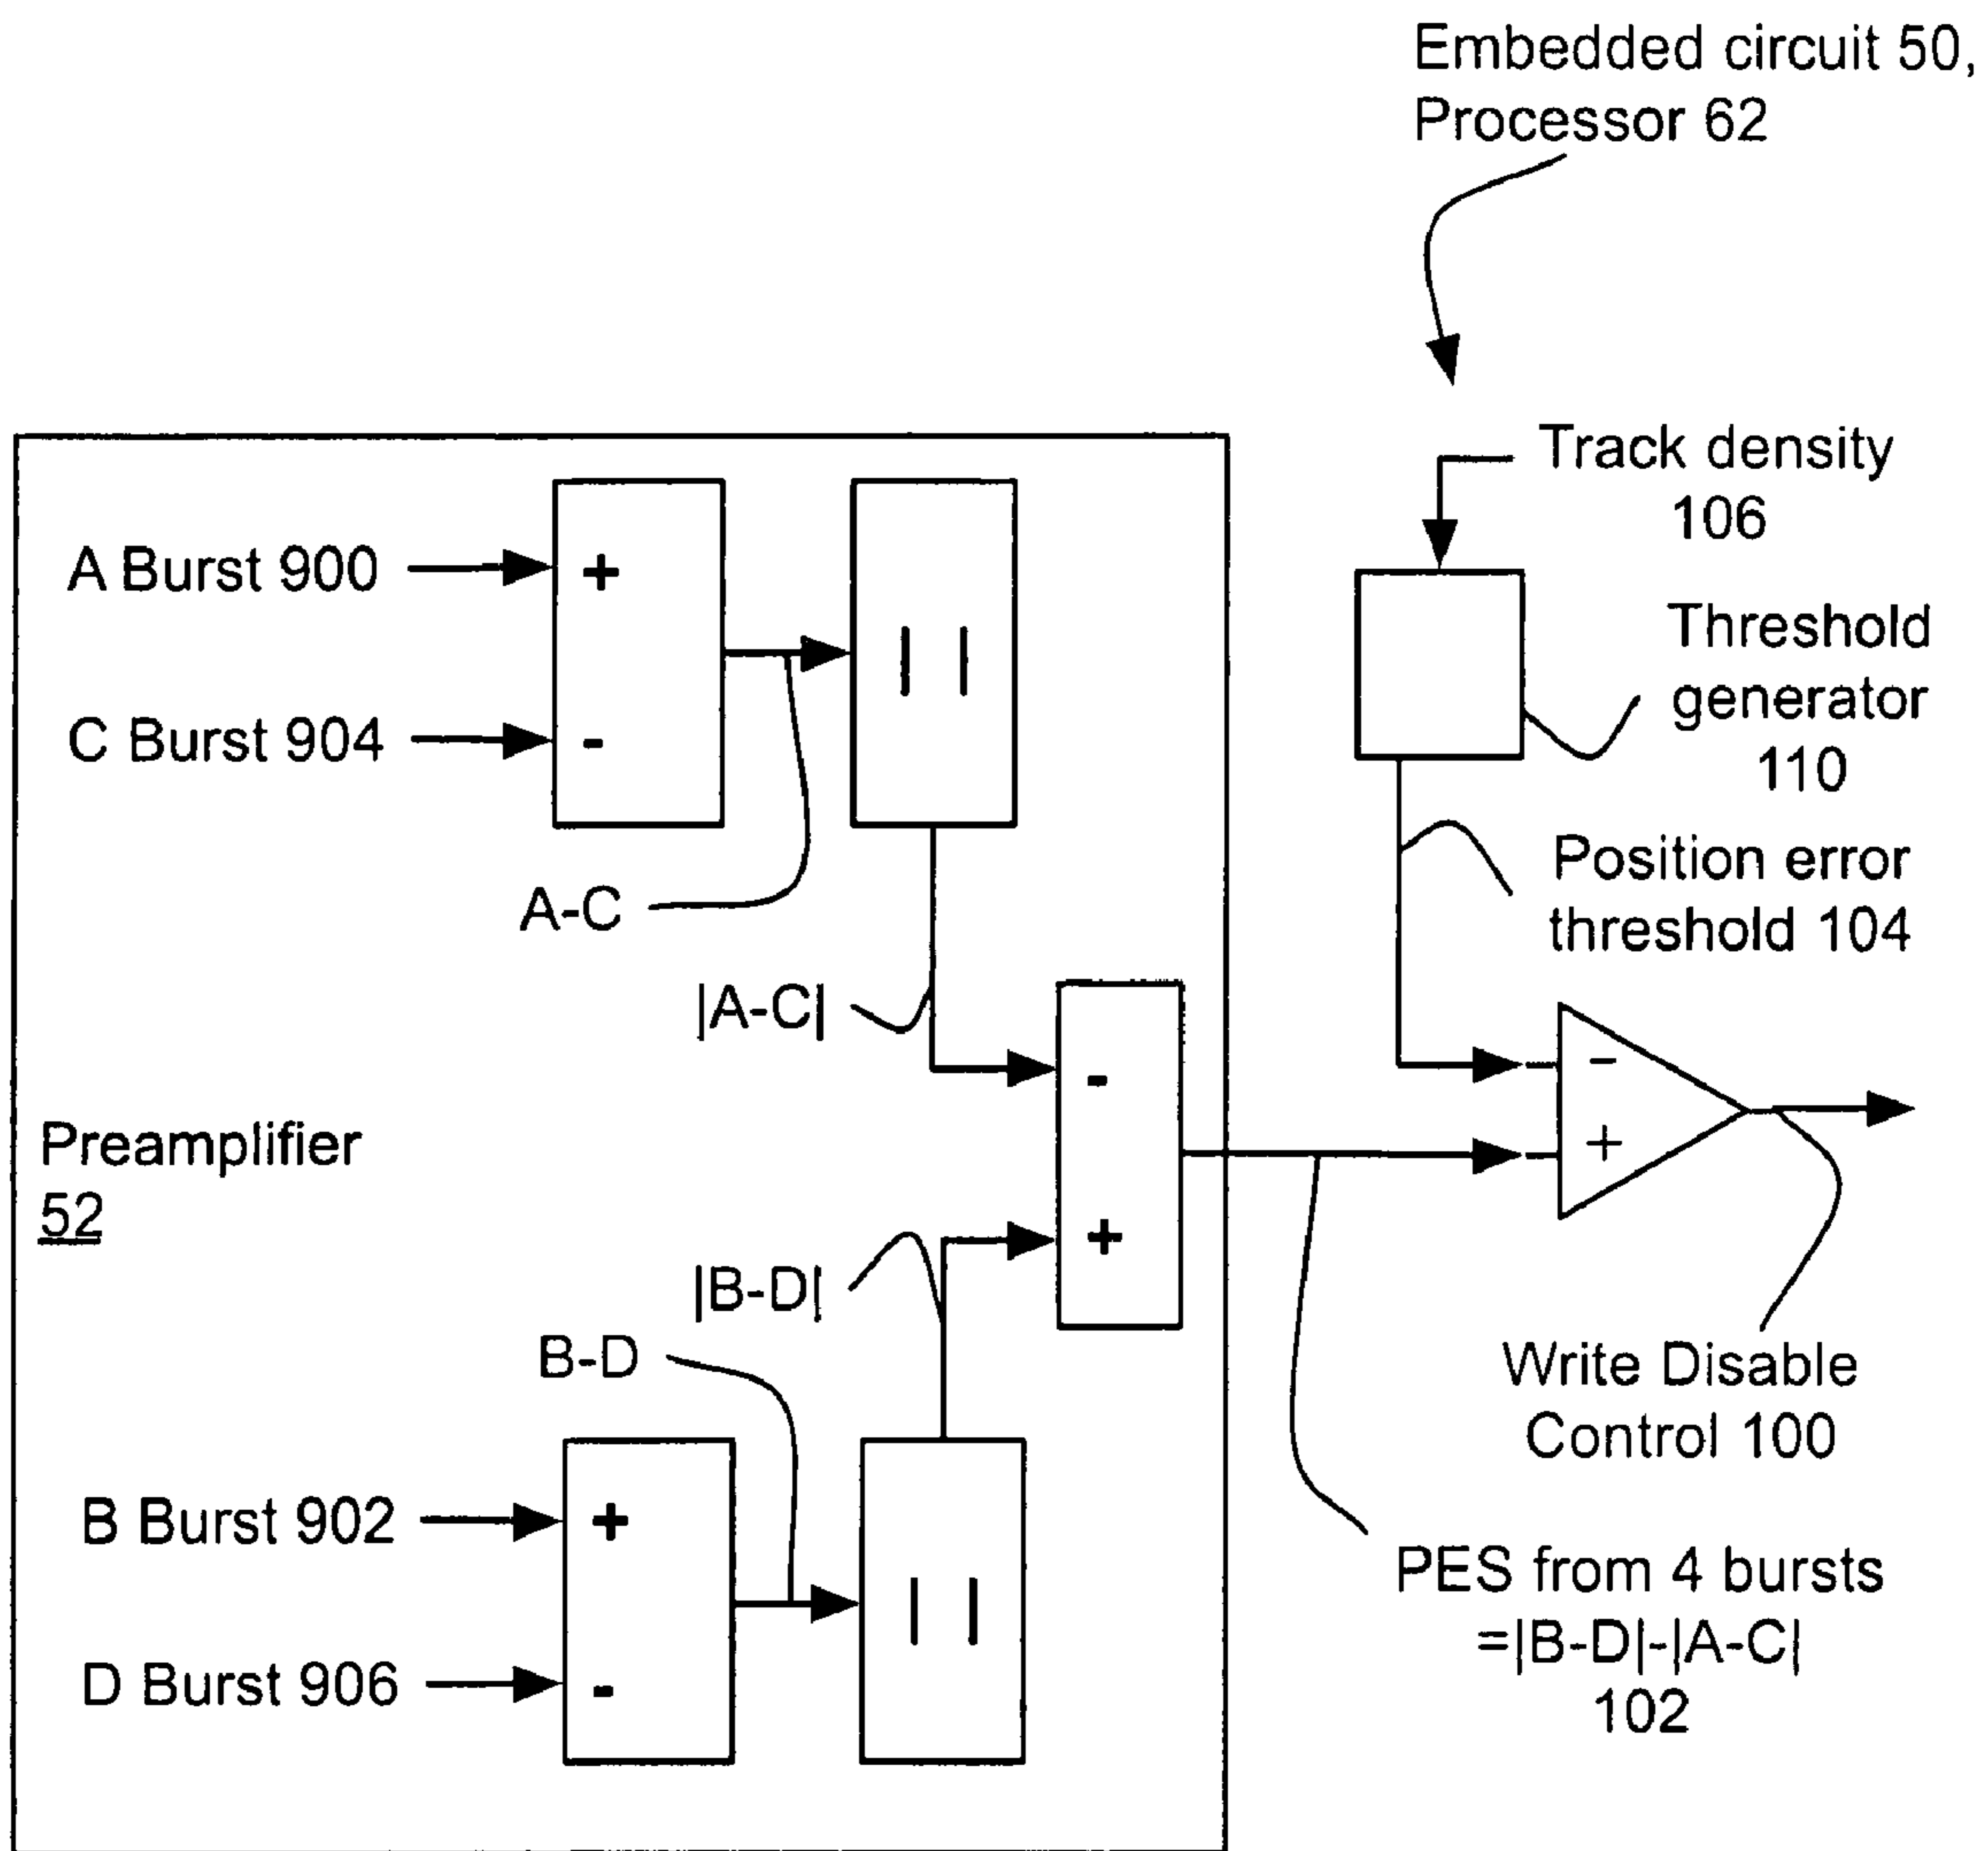 Embedded circuit 50,
Processor 62
Track density
106
A Burst 900
+
| |
Threshold
generator
110
C Burst 904
-
Position error
threshold 104
A-C
|A-C|
-
−
+
Preamplifier
52
+
|B-D|
B-D
Write Disable
Control 100
B Burst 902
+
| |
PES from 4 bursts
=|B-D|-|A-C|
102
D Burst 906
-